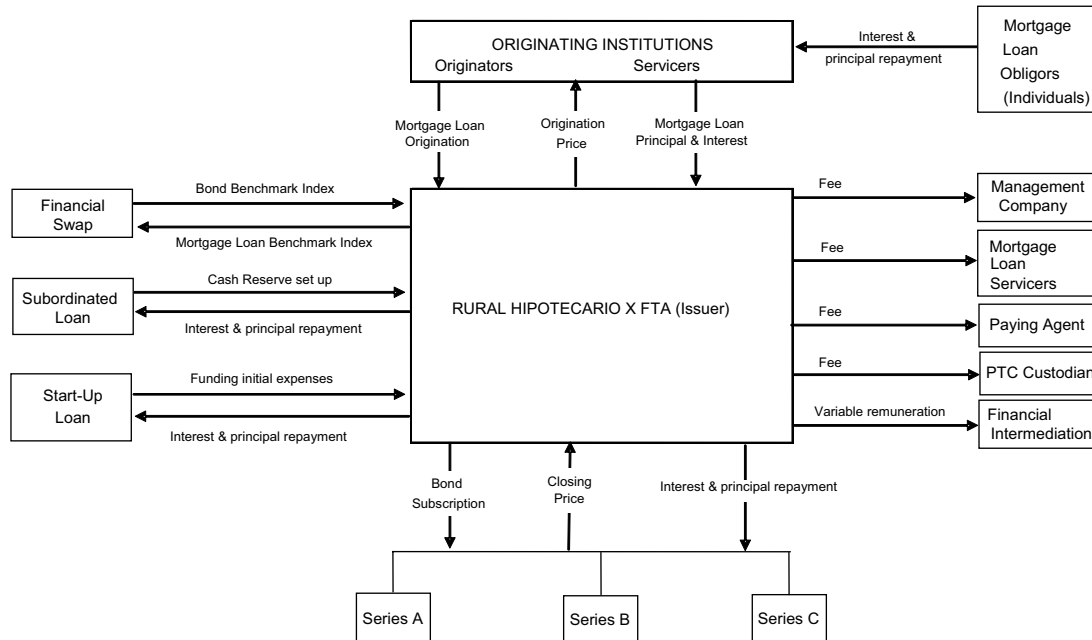 ORIGINATING INSTITUTIONS
Originators
Servicers
Interest &
principal repayment
Mortgage
Loan
Obligors
(Individuals)
Mortgage Loan
Origination
Origination
Price
Mortgage Loan
Principal & Interest
Financial
Swap
Bond Benchmark Index
Mortgage Loan Benchmark Index
Subordinated
Loan
Cash Reserve set up
Interest & principal repayment
Start-Up
Loan
Funding initial expenses
Interest & principal repayment
RURAL HIPOTECARIO X FTA (Issuer)
Fee
Management
Company
Fee
Mortgage
Loan
Servicers
Fee
Paying Agent
Fee
PTC Custodian
Variable remuneration
Financial
Intermediation
Bond
Subscription
Closing
Price
Interest & principal repayment
Series A
Series B
Series C